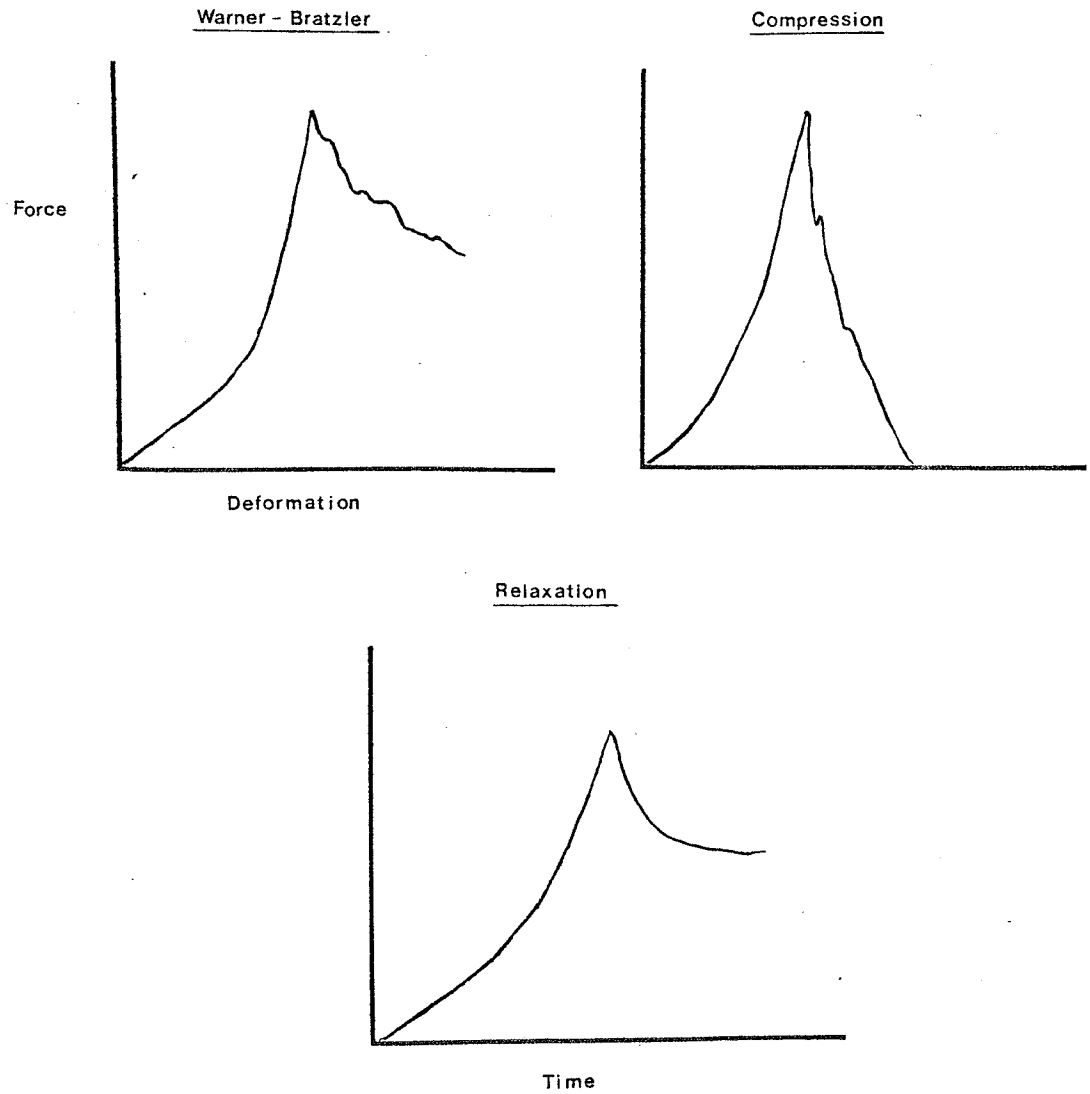 Warner - Bratzler
Compression
Force
Deformation
Relaxation
Time